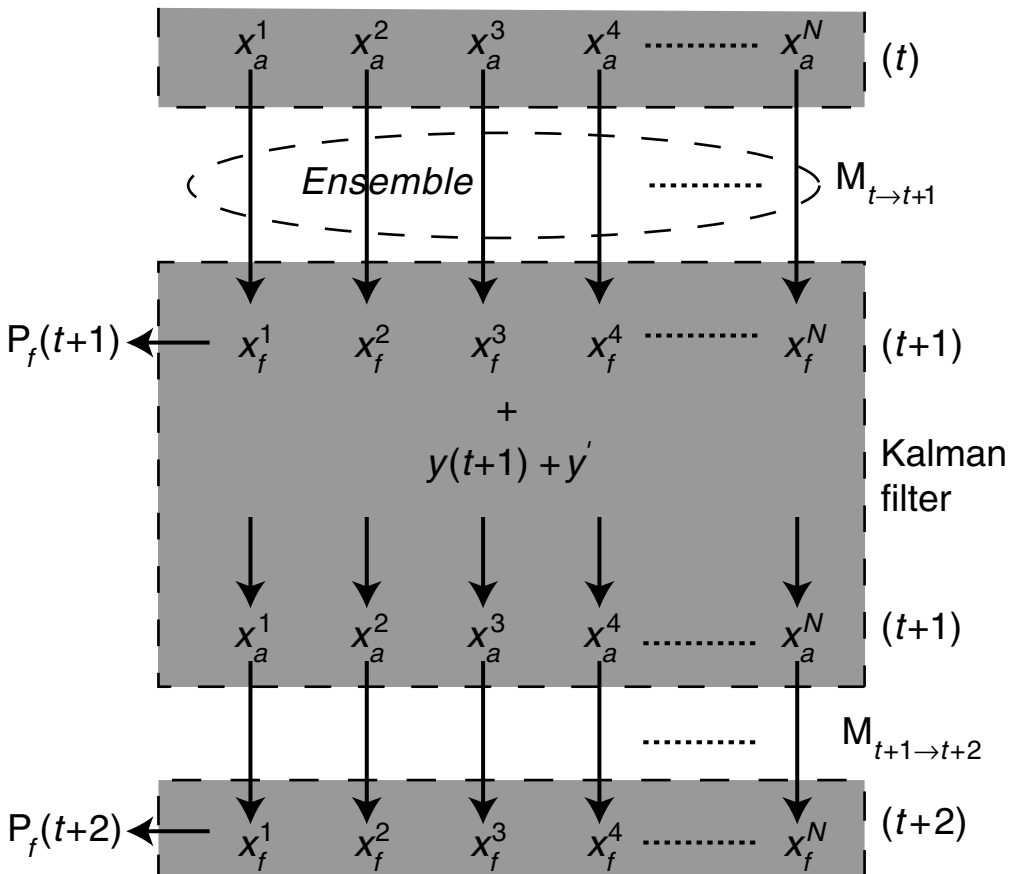 x_a^1 x_a^2 x_a^3 x_a^4 ........... x_a^N (t)
Ensemble ........... M_{t→t+1}
P_f(t+1) x_f^1 x_f^2 x_f^3 x_f^4 ........... x_f^N (t+1)
+
y(t+1) + y'
Kalman
filter
x_a^1 x_a^2 x_a^3 x_a^4 ........... x_a^N (t+1)
........... M_{t+1→t+2}
P_f(t+2) x_f^1 x_f^2 x_f^3 x_f^4 ........... x_f^N (t+2)